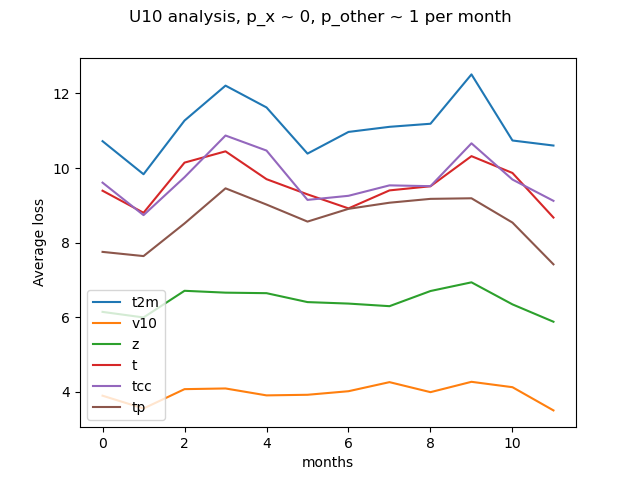 U10 analysis, p_x ~ 0, p_other ~ 1 per month
Average loss
12
10
8
6
4
t2m
v10
z
t
tcc
tp
0 2 4 6 8 10
months